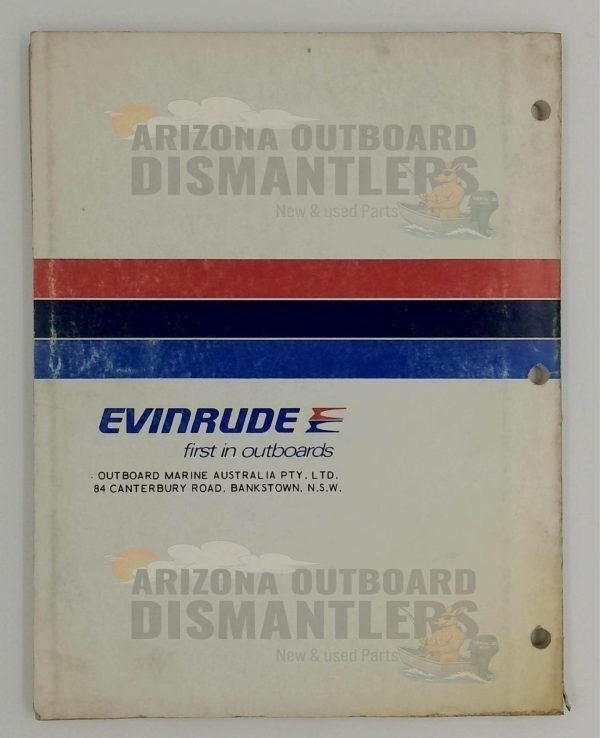 ARIZONA OUTBOARD
DISMANTLERS
New & used Parts
EVINRUDE
first in outboards
OUTBOARD MARINE AUSTRALIA PTY. LTD.
84 CANTERBURY ROAD, BANKSTOWN, N.S.W.
ARIZONA OUTBOARD
DISMANTLERS
New & used Parts